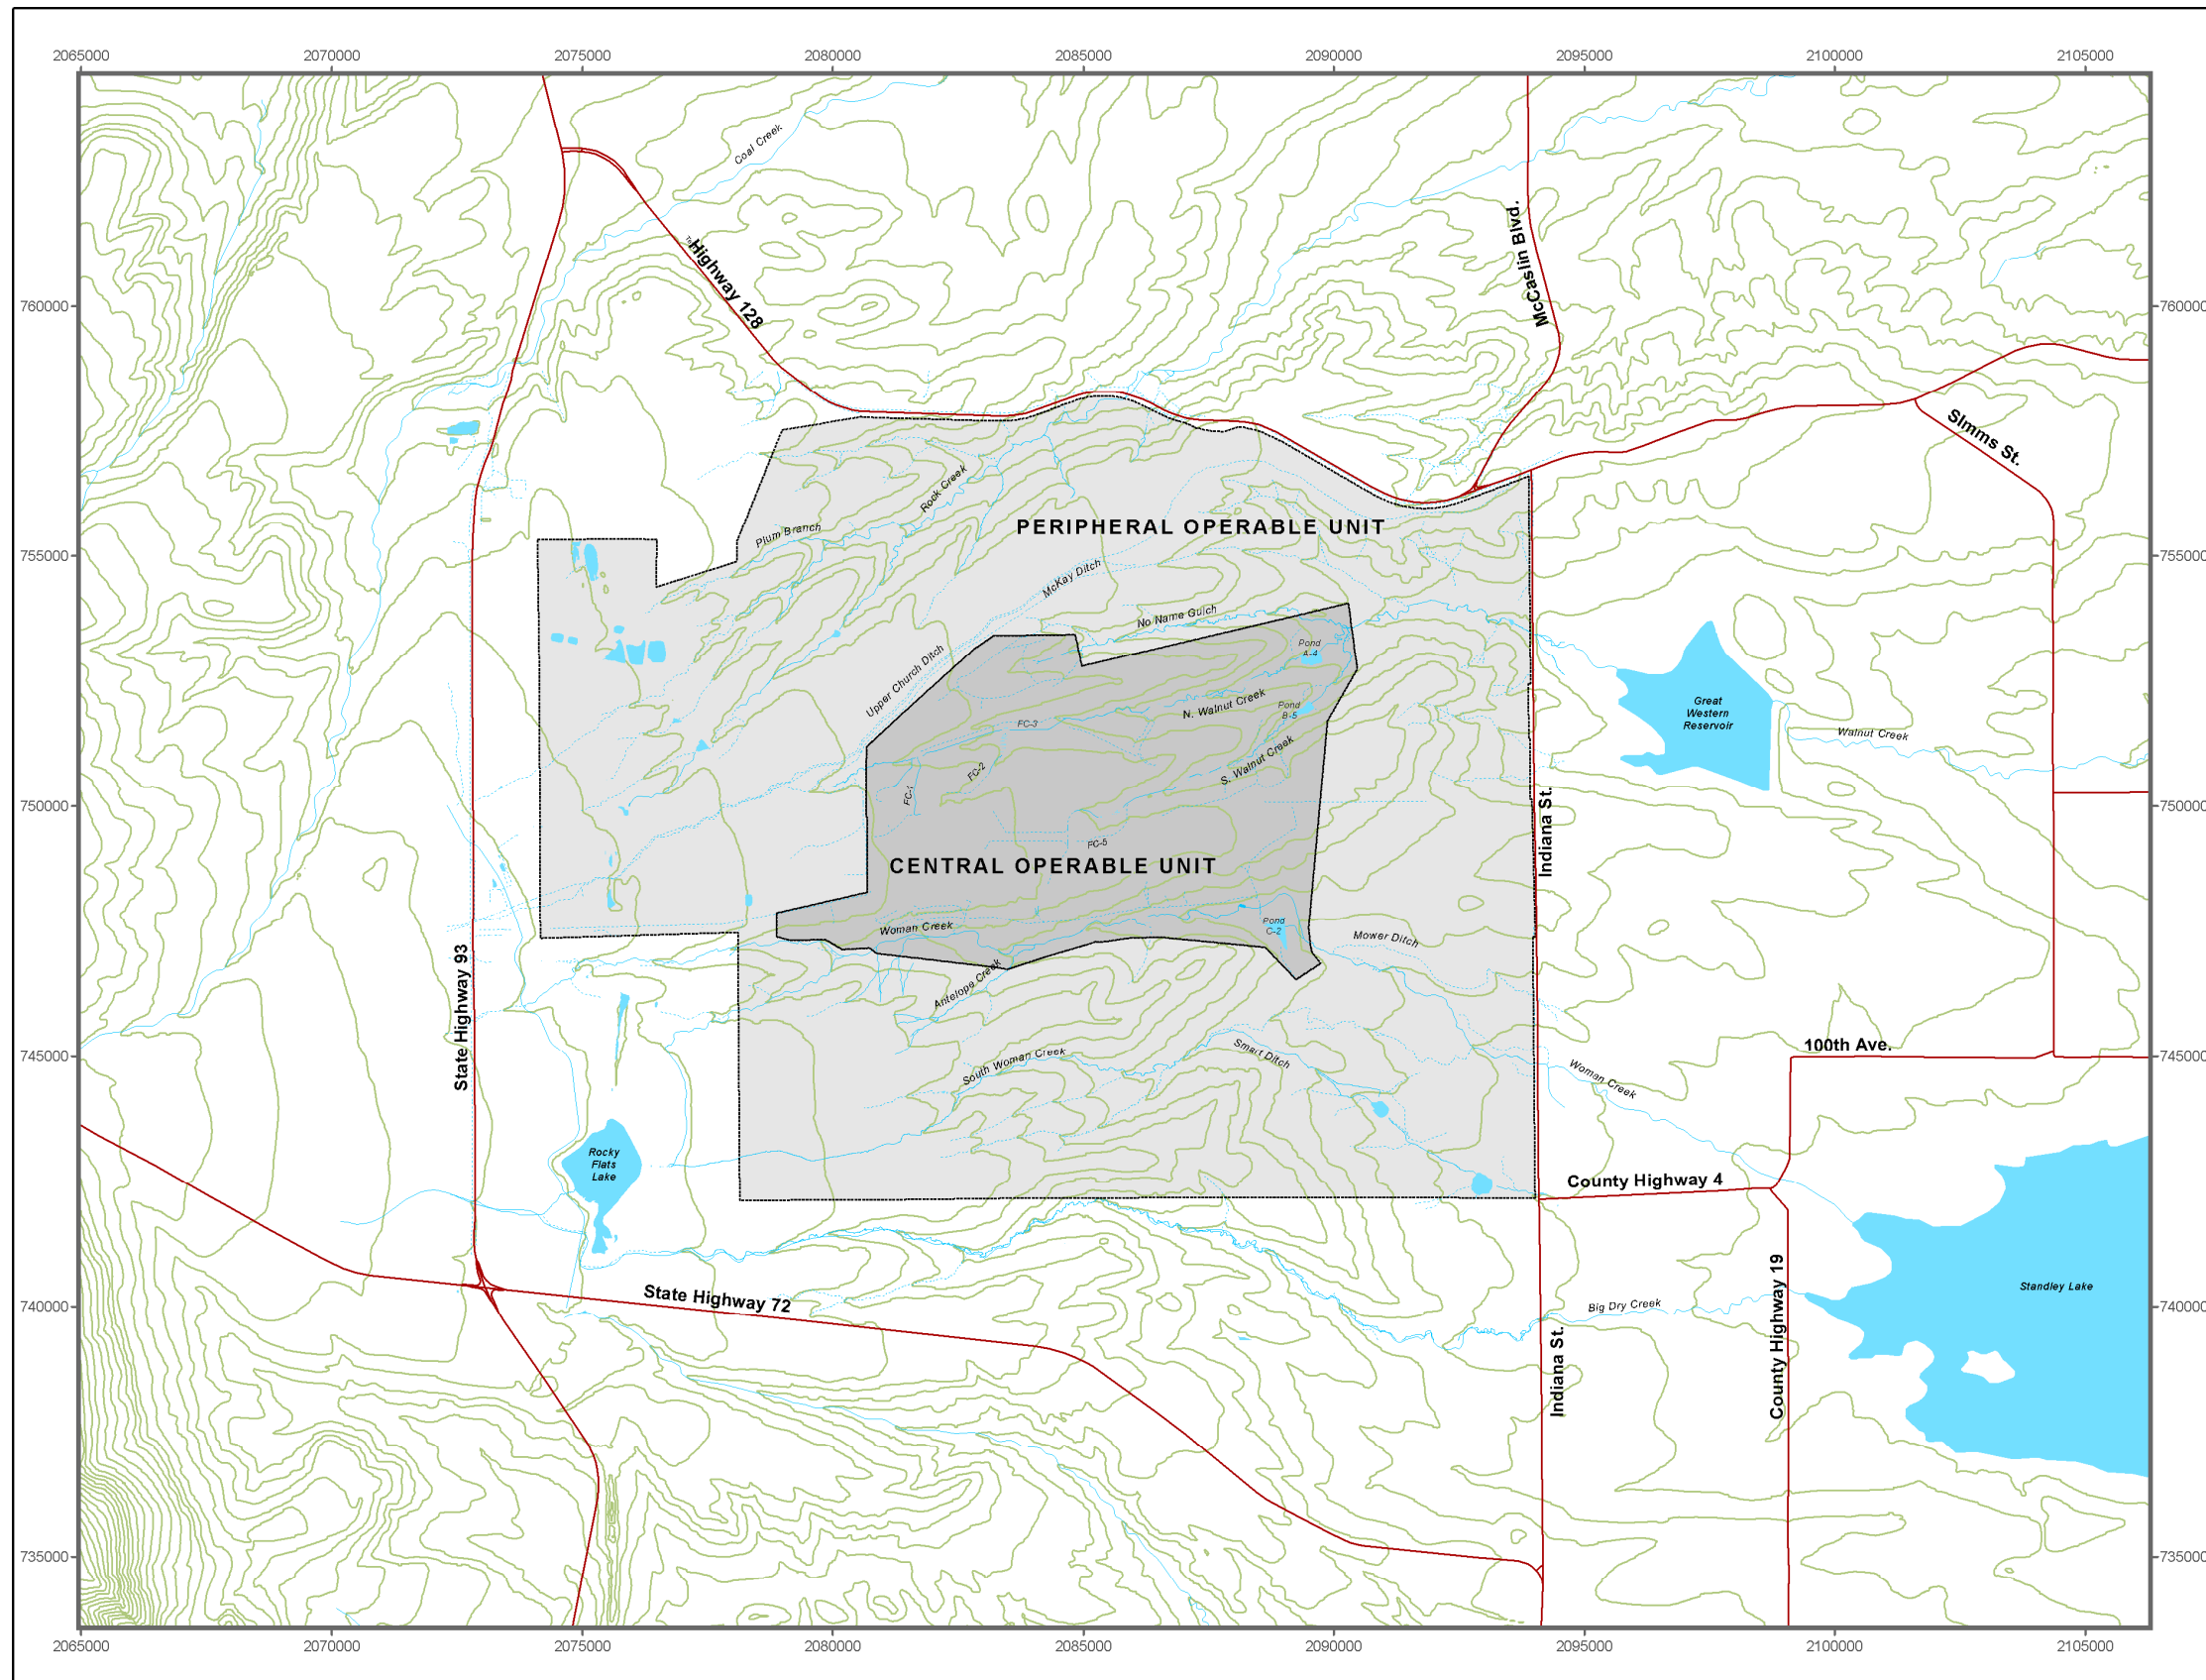 2065000 2070000 2075000 2080000 2085000 2090000 2095000 2100000 2105000
Coal Creek
McCaslin Blvd.
Highway 128
760000
760000
SImms St.
Rock Creek
Plum Branch
PERIPHERAL OPERABLE UNIT
755000
755000
McKay Ditch
No Name Gulch
Upper Church Ditch
Pond
A-4
N. Walnut Creek
Pond
B-5
FC-3
Great
Western
Reservoir
Walnut Creek
S. Walnut Creek
FC-2
FC-1
750000
750000
Indiana St.
FC-5
CENTRAL OPERABLE UNIT
Woman Creek
Pond
C-2
Mower Ditch
State Highway 93
Antelope Creek
745000
745000
100th Ave.
South Woman Creek
Smart Ditch
Woman Creek
Rocky
Flats
Lake
County Highway 4
Standley Lake
State Highway 72
740000
740000
Big Dry Creek
County Highway 19
Indiana St.
735000
735000
2065000 2070000 2075000 2080000 2085000 2090000 2095000 2100000 2105000